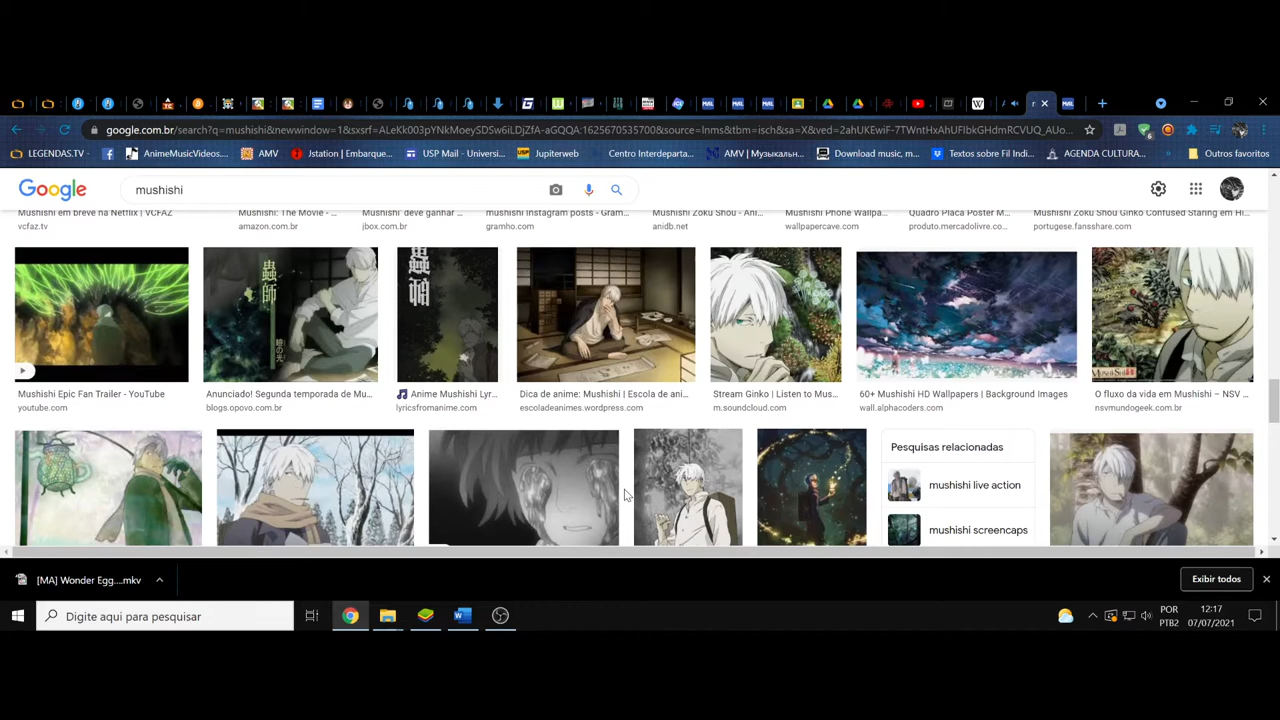 google.com.br/search?q=mushishi&newwindow=1&sxsrf=ALeKk003pYNkMoeySDSw6iLDjZfA-gQGQA:1625670535700&source=lnms&tbm=isch&sa=X&ved=2ahUKEwiF-7TWntHxAhUFIbkGHdmRCVUQ_AUo...
LEGENDAS.TV
AnimeMusicVideos....
AMV
Jstation | Embarque...
USP Mail - Universi...
Jupiterweb
Centro Interdeparta...
AMV | Музыкальн...
Download music, m...
Textos sobre Fil Indi...
AGENDA CULTURA...
Outros favoritos
Google
mushishi
Mushishi em breve na Netflix | VCFAZ
Mushishi: The Movie - ...
Mushishi' deve ganhar ...
mushishi Instagram posts - Gram...
Mushishi Zoku Shou - Ani...
Mushishi Phone Wallpa...
Quadro Placa Poster M...
Mushishi Zoku Shou Ginko Confused Staring em Hi...
vcfaz.tv
amazon.com.br
jbox.com.br
gramho.com
anidb.net
wallpapercave.com
produto.mercadolivre.co...
portugese.fansshare.com
蟲師
蟲師
Mushishi Epic Fan Trailer - YouTube
Anunciado! Segunda temporada de Mu...
Anime Mushishi Lyr...
Dica de anime: Mushishi | Escola de ani...
Stream Ginko | Listen to Mus...
60+ Mushishi HD Wallpapers | Background Images
O fluxo da vida em Mushishi – NSV ...
youtube.com
blogs.opovo.com.br
lyricsfromanime.com
escoladeanimes.wordpress.com
m.soundcloud.com
wall.alphacoders.com
nsvmundogeek.com.br
Pesquisas relacionadas
mushishi live action
mushishi screencaps
[MA] Wonder Egg....mkv
Exibir todos
Digite aqui para pesquisar
POR
PTB2
12:17
07/07/2021